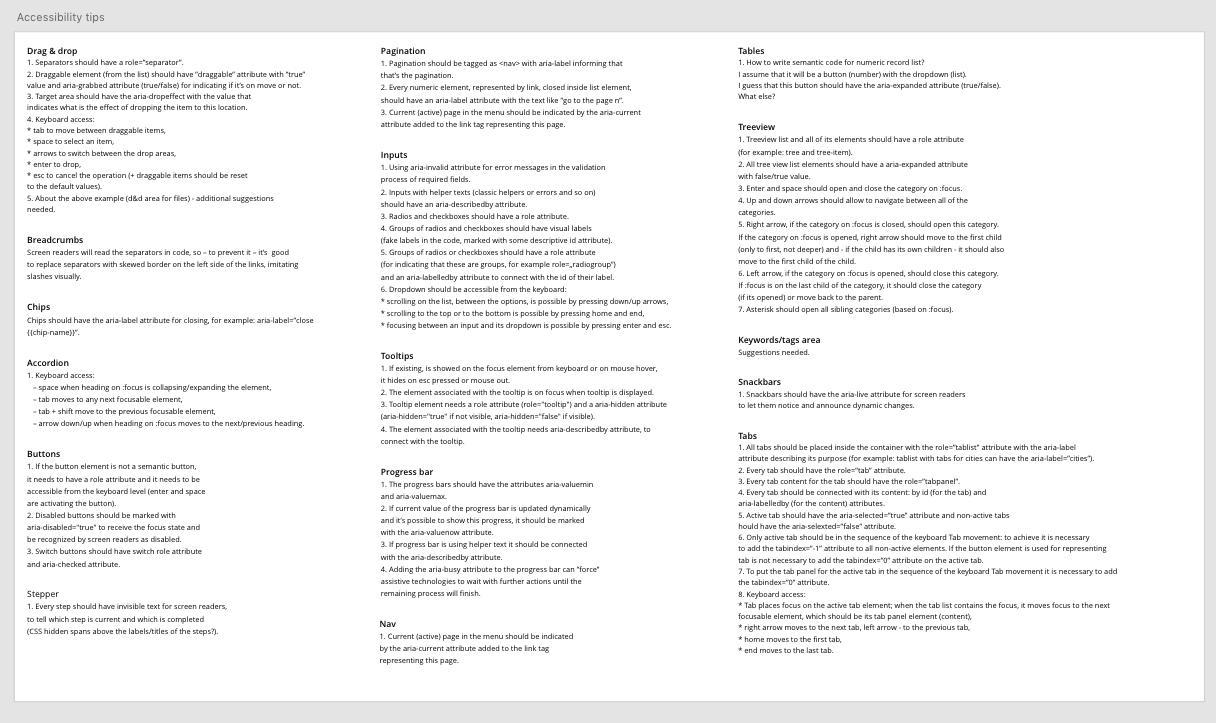 Accessibility tips
Drag & drop
1. Separators should have a role="separator".
2. Draggable element (from the list) should have "draggable" attribute with "true"
value and aria-grabbed attribute (true/false) for indicating if it's on move or not.
3. Target area should have the aria-dropeffect with the value that
indicates what is the effect of dropping the item to this location.
4. Keyboard access:
* tab to move between draggable items,
* space to select an item,
* arrows to switch between the drop areas,
* enter to drop,
* esc to cancel the operation (+ draggable items should be reset
to the default values).
5. About the above example (d&d area for files) - additional suggestions
needed.
Breadcrumbs
Screen readers will read the separators in code, so – to prevent it – it's  good
to replace separators with skewed border on the left side of the links, imitating
slashes visually.
Chips
Chips should have the aria-label attribute for closing, for example: aria-label="close
{{chip-name}}".
Accordion
1. Keyboard access:
– space when heading on :focus is collapsing/expanding the element,
– tab moves to any next focusable element,
– tab + shift move to the previous focusable element,
– arrow down/up when heading on :focus moves to the next/previous heading.
Buttons
1. If the button element is not a semantic button,
it needs to have a role attribute and it needs to be
accessible from the keyboard level (enter and space
are activating the button).
2. Disabled buttons should be marked with
aria-disabled="true" to receive the focus state and
be recognized by screen readers as disabled.
3. Switch buttons should have switch role attribute
and aria-checked attribute.
Stepper
1. Every step should have invisible text for screen readers,
to tell which step is current and which is completed
(CSS hidden spans above the labels/titles of the steps?).
Pagination
1. Pagination should be tagged as <nav> with aria-label informing that
that's the pagination.
2. Every numeric element, represented by link, closed inside list element,
should have an aria-label attribute with the text like "go to the page n".
3. Current (active) page in the menu should be indicated by the aria-current
attribute added to the link tag representing this page.
Inputs
1. Using aria-invalid attribute for error messages in the validation
process of required fields.
2. Inputs with helper texts (classic helpers or errors and so on)
should have an aria-describedby attribute.
3. Radios and checkboxes should have a role attribute.
4. Groups of radios and checkboxes should have visual labels
(fake labels in the code, marked with some descriptive id attribute).
5. Groups of radios or checkboxes should have a role attribute
(for indicating that these are groups, for example role=„radiogroup")
and an aria-labelledby attribute to connect with the id of their label.
6. Dropdown should be accessible from the keyboard:
* scrolling on the list, between the options, is possible by pressing down/up arrows,
* scrolling to the top or to the bottom is possible by pressing home and end,
* focusing between an input and its dropdown is possible by pressing enter and esc.
Tooltips
1. If existing, is showed on the focus element from keyboard or on mouse hover,
it hides on esc pressed or mouse out.
2. The element associated with the tooltip is on focus when tooltip is displayed.
3. Tooltip element needs a role attribute (role="tooltip") and a aria-hidden attribute
(aria-hidden="true" if not visible, aria-hidden="false" if visible).
4. The element associated with the tooltip needs aria-describedby attribute, to
connect with the tooltip.
Progress bar
1. The progress bars should have the attributes aria-valuemin
and aria-valuemax.
2. If current value of the progress bar is updated dynamically
and it's possible to show this progress, it should be marked
with the aria-valuenow attribute.
3. If progress bar is using helper text it should be connected
with the aria-describedby attribute.
4. Adding the aria-busy attribute to the progress bar can "force"
assistive technologies to wait with further actions until the
remaining process will finish.
Nav
1. Current (active) page in the menu should be indicated
by the aria-current attribute added to the link tag
representing this page.
Tables
1. How to write semantic code for numeric record list?
I assume that it will be a button (number) with the dropdown (list).
I guess that this button should have the aria-expanded attribute (true/false).
What else?
Treeview
1. Treeview list and all of its elements should have a role attribute
(for example: tree and tree-item).
2. All tree view list elements should have a aria-expanded attribute
with false/true value.
3. Enter and space should open and close the category on :focus.
4. Up and down arrows should allow to navigate between all of the
categories.
5. Right arrow, if the category on :focus is closed, should open this category.
If the category on :focus is opened, right arrow should move to the first child
(only to first, not deeper) and - if the child has its own children - it should also
move to the first child of the child.
6. Left arrow, if the category on :focus is opened, should close this category.
If :focus is on the last child of the category, it should close the category
(if its opened) or move back to the parent.
7. Asterisk should open all sibling categories (based on :focus).
Keywords/tags area
Suggestions needed.
Snackbars
1. Snackbars should have the aria-live attribute for screen readers
to let them notice and announce dynamic changes.
Tabs
1. All tabs should be placed inside the container with the role="tablist" attribute with the aria-label
attribute describing its purpose (for example: tablist with tabs for cities can have the aria-label="cities").
2. Every tab should have the role="tab" attribute.
3. Every tab content for the tab should have the role="tabpanel".
4. Every tab should be connected with its content: by id (for the tab) and
aria-labelledby (for the content) attributes.
5. Active tab should have the aria-selected="true" attribute and non-active tabs
hould have the aria-selexted="false" attribute.
6. Only active tab should be in the sequence of the keyboard Tab movement: to achieve it is necessary
to add the tabindex="-1" attribute to all non-active elements. If the button element is used for representing
tab is not necessary to add the tabindex="0" attribute on the active tab.
7. To put the tab panel for the active tab in the sequence of the keyboard Tab movement it is necessary to add
the tabindex="0" attribute.
8. Keyboard access:
* Tab places focus on the active tab element; when the tab list contains the focus, it moves focus to the next
focusable element, which should be its tab panel element (content),
* right arrow moves to the next tab, left arrow - to the previous tab,
* home moves to the first tab,
* end moves to the last tab.